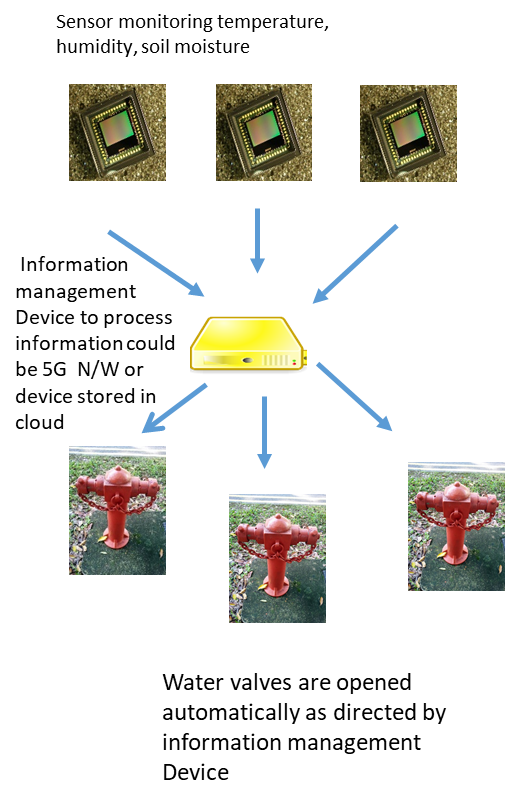 Sensor monitoring temperature,
humidity, soil moisture
Information
management
Device to process
information could
be 5G N/W or
device stored in
cloud
Water valves are opened
automatically as directed by
information management
Device